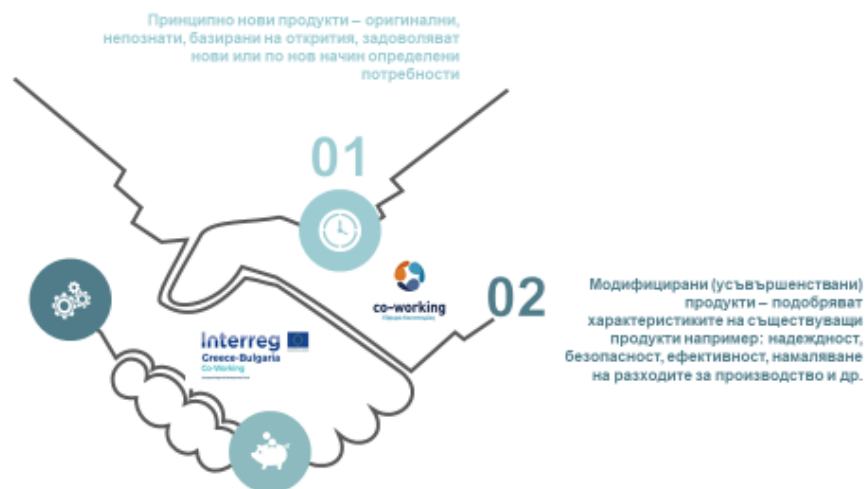 Принципно нови продукти – оригинални,
непознати, базирани на открития, задоволяват
нови или по нов начин определени
потребности
01
co-working
02
Модифицирани (усъвършенствани)
продукти – подобряват
характеристиките на съществуващи
продукти например: надеждност,
безопасност, ефективност, намаляване
на разходите за производство и др.
Interreg
Greece-Bulgaria
Co-Working